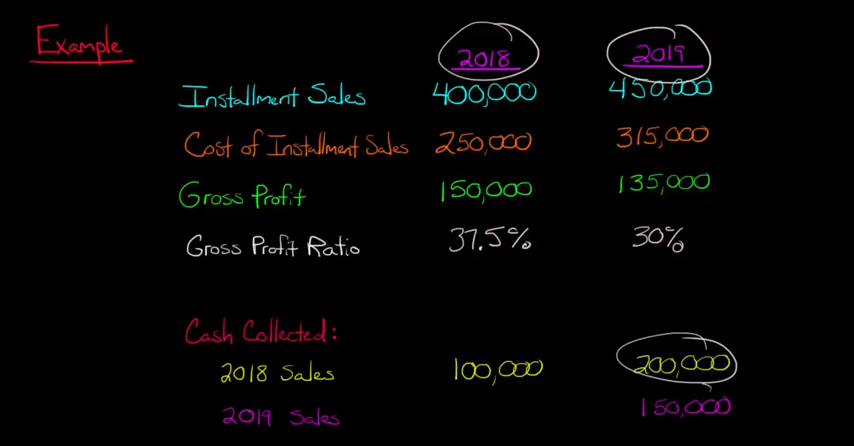 Example
2018 2019
Installment Sales 400,000 450,000
Cost of Installment Sales 250,000 315,000
Gross Profit 150,000 135,000
Gross Profit Ratio 37.5% 30%
Cash Collected:
2018 Sales 100,000 200,000
2019 Sales 150,000